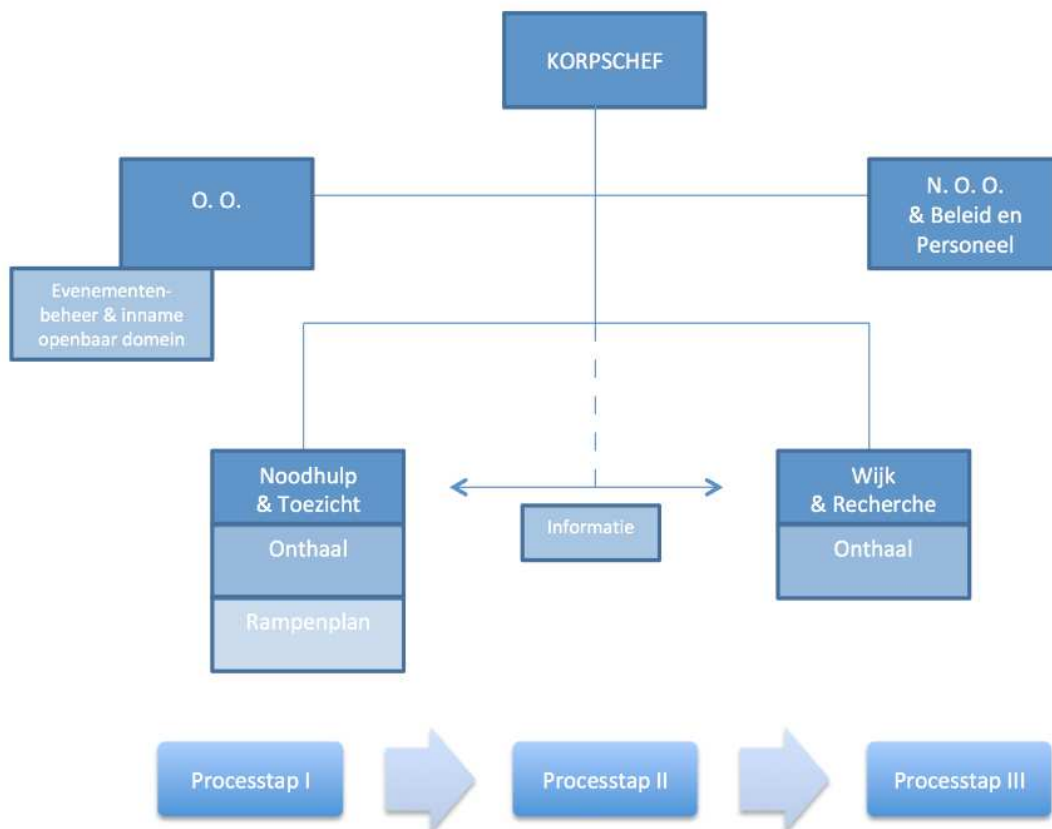 KORPSCHEF
O. O.
N. O. O.
& Beleid en
Personeel
Evenementen-
beheer & inname
openbaar domein
Noodhulp
& Toezicht
Onthaal
Rampenplan
Informatie
Wijk
& Recherche
Onthaal
Processtap I
Processtap II
Processtap III